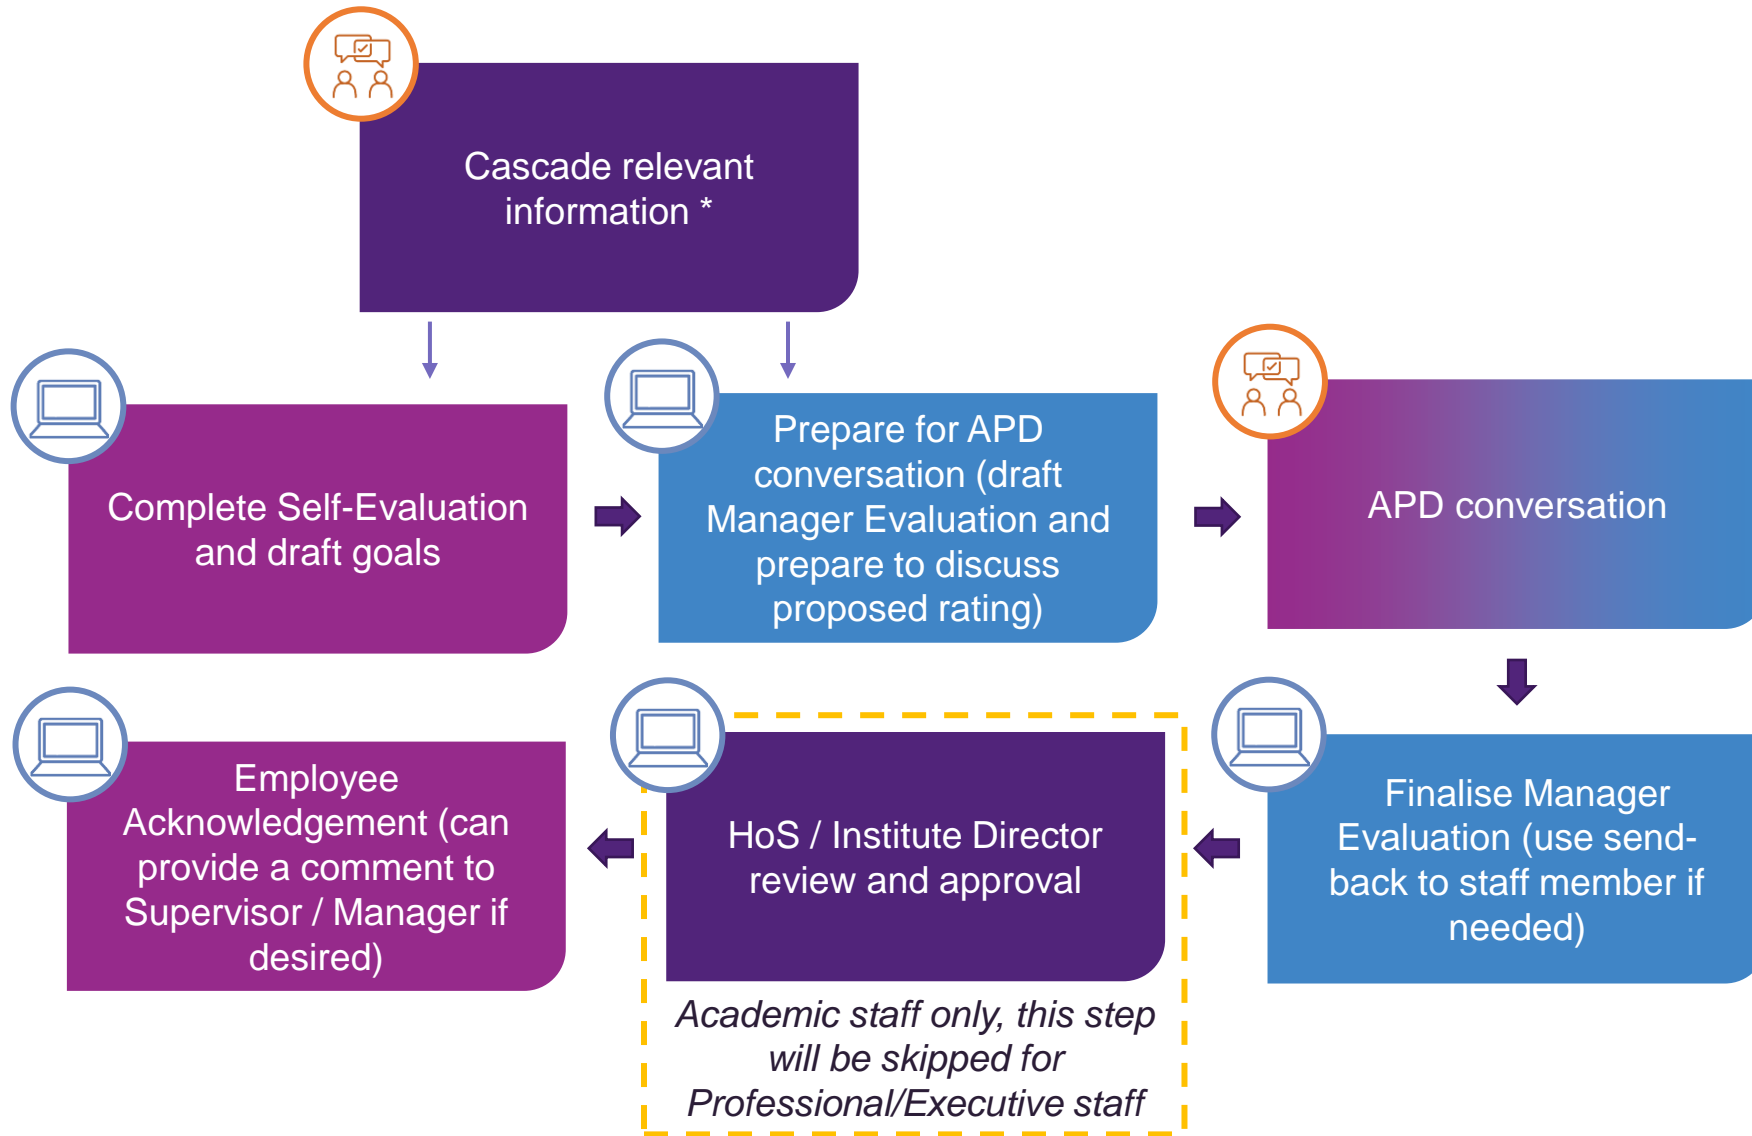 Cascade relevant
information *
Complete Self-Evaluation
and draft goals
Prepare for APD
conversation (draft
Manager Evaluation and
prepare to discuss
proposed rating)
APD conversation
Finalise Manager
Evaluation (use send-
back to staff member if
needed)
HoS / Institute Director
review and approval
Academic staff only, this step
will be skipped for
Professional/Executive staff
Employee
Acknowledgement (can
provide a comment to
Supervisor / Manager if
desired)